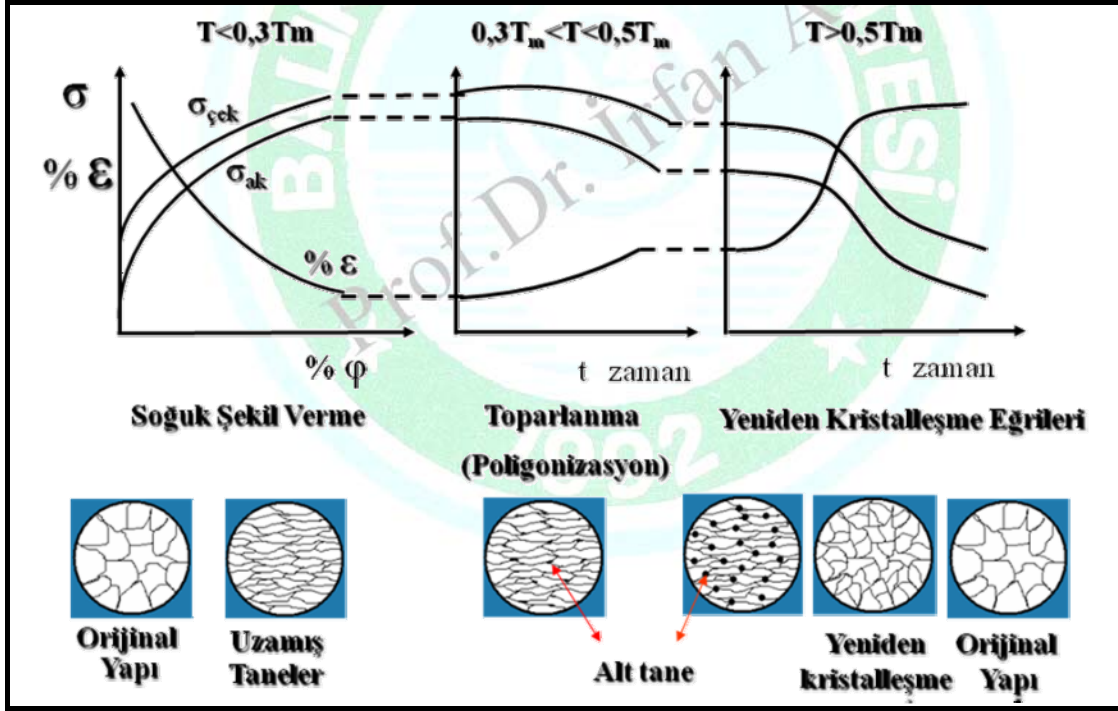 T<0,3Tm
0,3Tₘ<T<0,5Tₘ
T>0,5Tm
σ
% ε
σçek
σak
% ε
% φ
t zaman
t zaman
Soğuk Şekil Verme
Toparlanma
(Poligonizasyon)
Yeniden Kristalleşme Eğrileri
Orijinal
Yapı
Uzamış
Taneler
Alt tane
Yeniden
kristalleşme
Orijinal
Yapı
Prof.Dr. İrfan A
1992